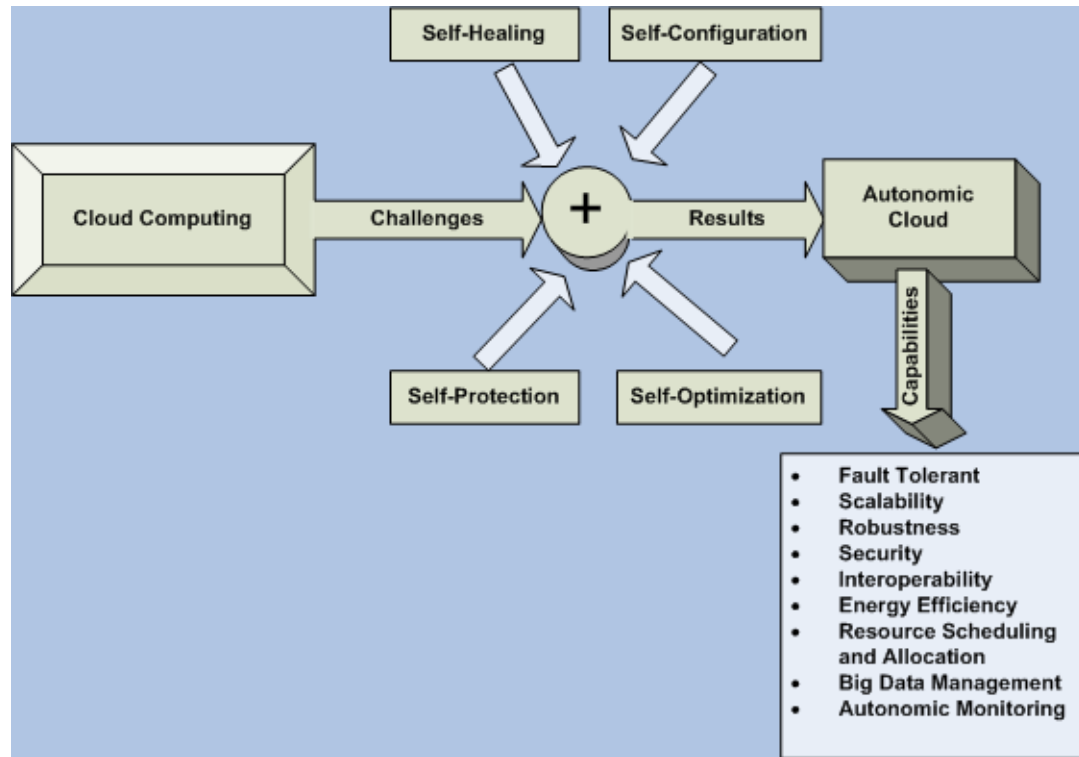 Self-Healing
Self-Configuration
Cloud Computing
Challenges
+
Results
Autonomic
Cloud
Self-Protection
Self-Optimization
Capabilities
• Fault Tolerant
• Scalability
• Robustness
• Security
• Interoperability
• Energy Efficiency
• Resource Scheduling
and Allocation
• Big Data Management
• Autonomic Monitoring